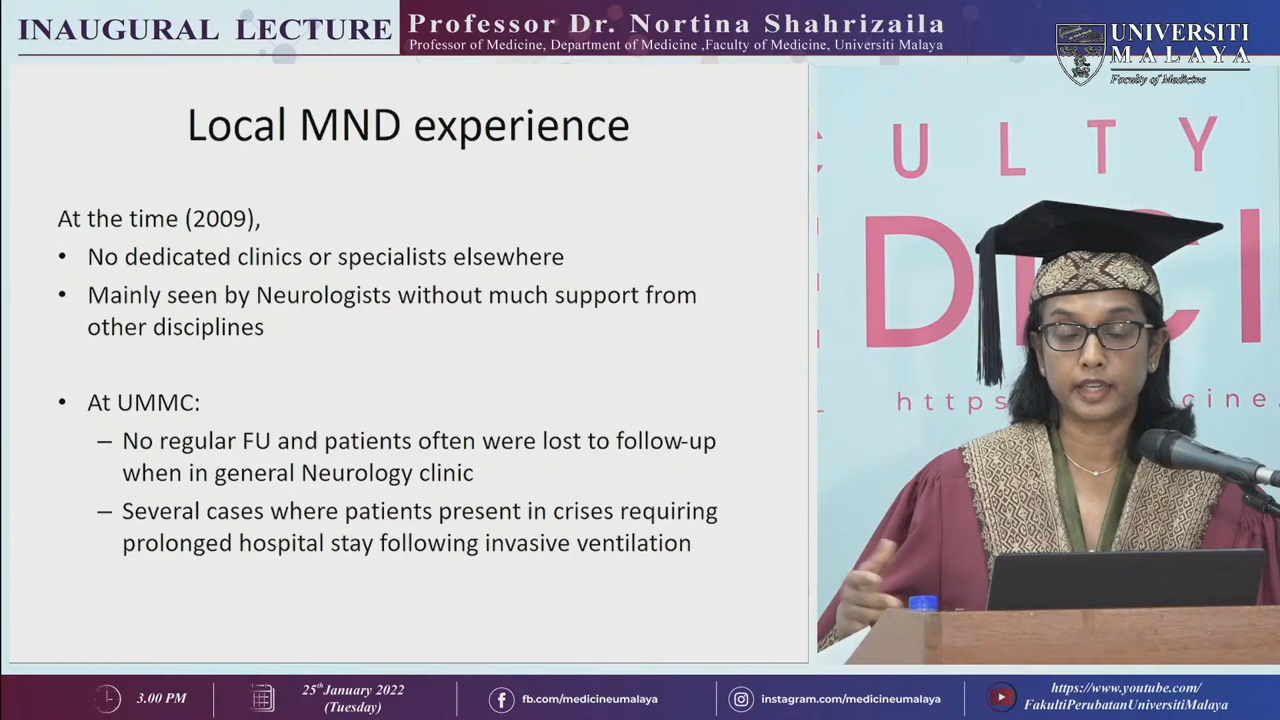 INAUGURAL LECTURE
Professor Dr. Nortina Shahrizaila
Professor of Medicine, Department of Medicine ,Faculty of Medicine, Universiti Malaya
UNIVERSITI
MALAYA
Faculty of Medicine
Local MND experience
At the time (2009),
• No dedicated clinics or specialists elsewhere
• Mainly seen by Neurologists without much support from
other disciplines
• At UMMC:
– No regular FU and patients often were lost to follow-up
when in general Neurology clinic
– Several cases where patients present in crises requiring
prolonged hospital stay following invasive ventilation
ULTY
DICI
https
cine.
3.00 PM
25th January 2022
(Tuesday)
fb.com/medicineumalaya
instagram.com/medicineumalaya
https://www.youtube.com/
FakultiPerubatanUniversitiMalaya